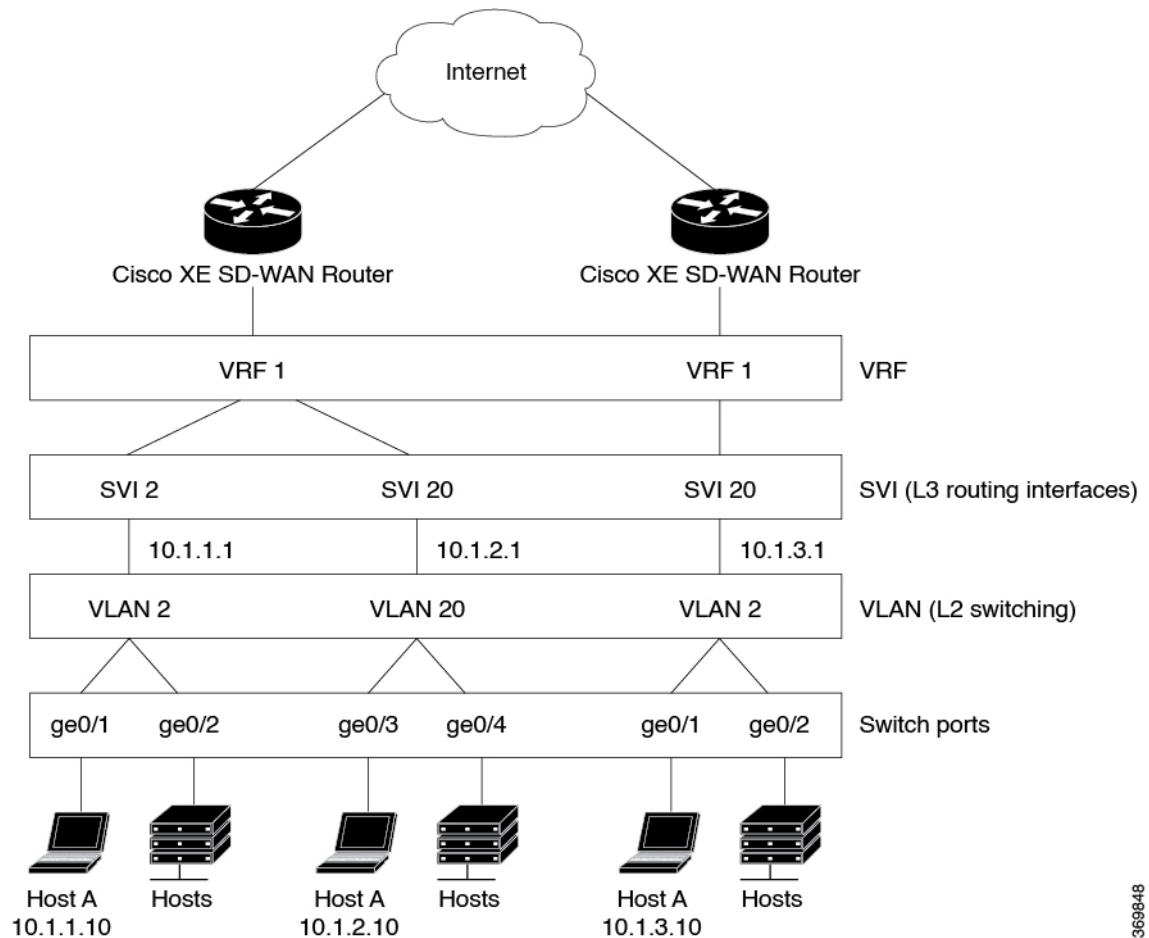 Internet
Cisco XE SD-WAN Router
Cisco XE SD-WAN Router
VRF 1
VRF 1
VRF
SVI 2
SVI 20
SVI 20
SVI (L3 routing interfaces)
10.1.1.1
10.1.2.1
10.1.3.1
VLAN 2
VLAN 20
VLAN 2
VLAN (L2 switching)
ge0/1
ge0/2
ge0/3
ge0/4
ge0/1
ge0/2
Switch ports
Host A
10.1.1.10
Hosts
Host A
10.1.2.10
Hosts
Host A
10.1.3.10
Hosts
369848